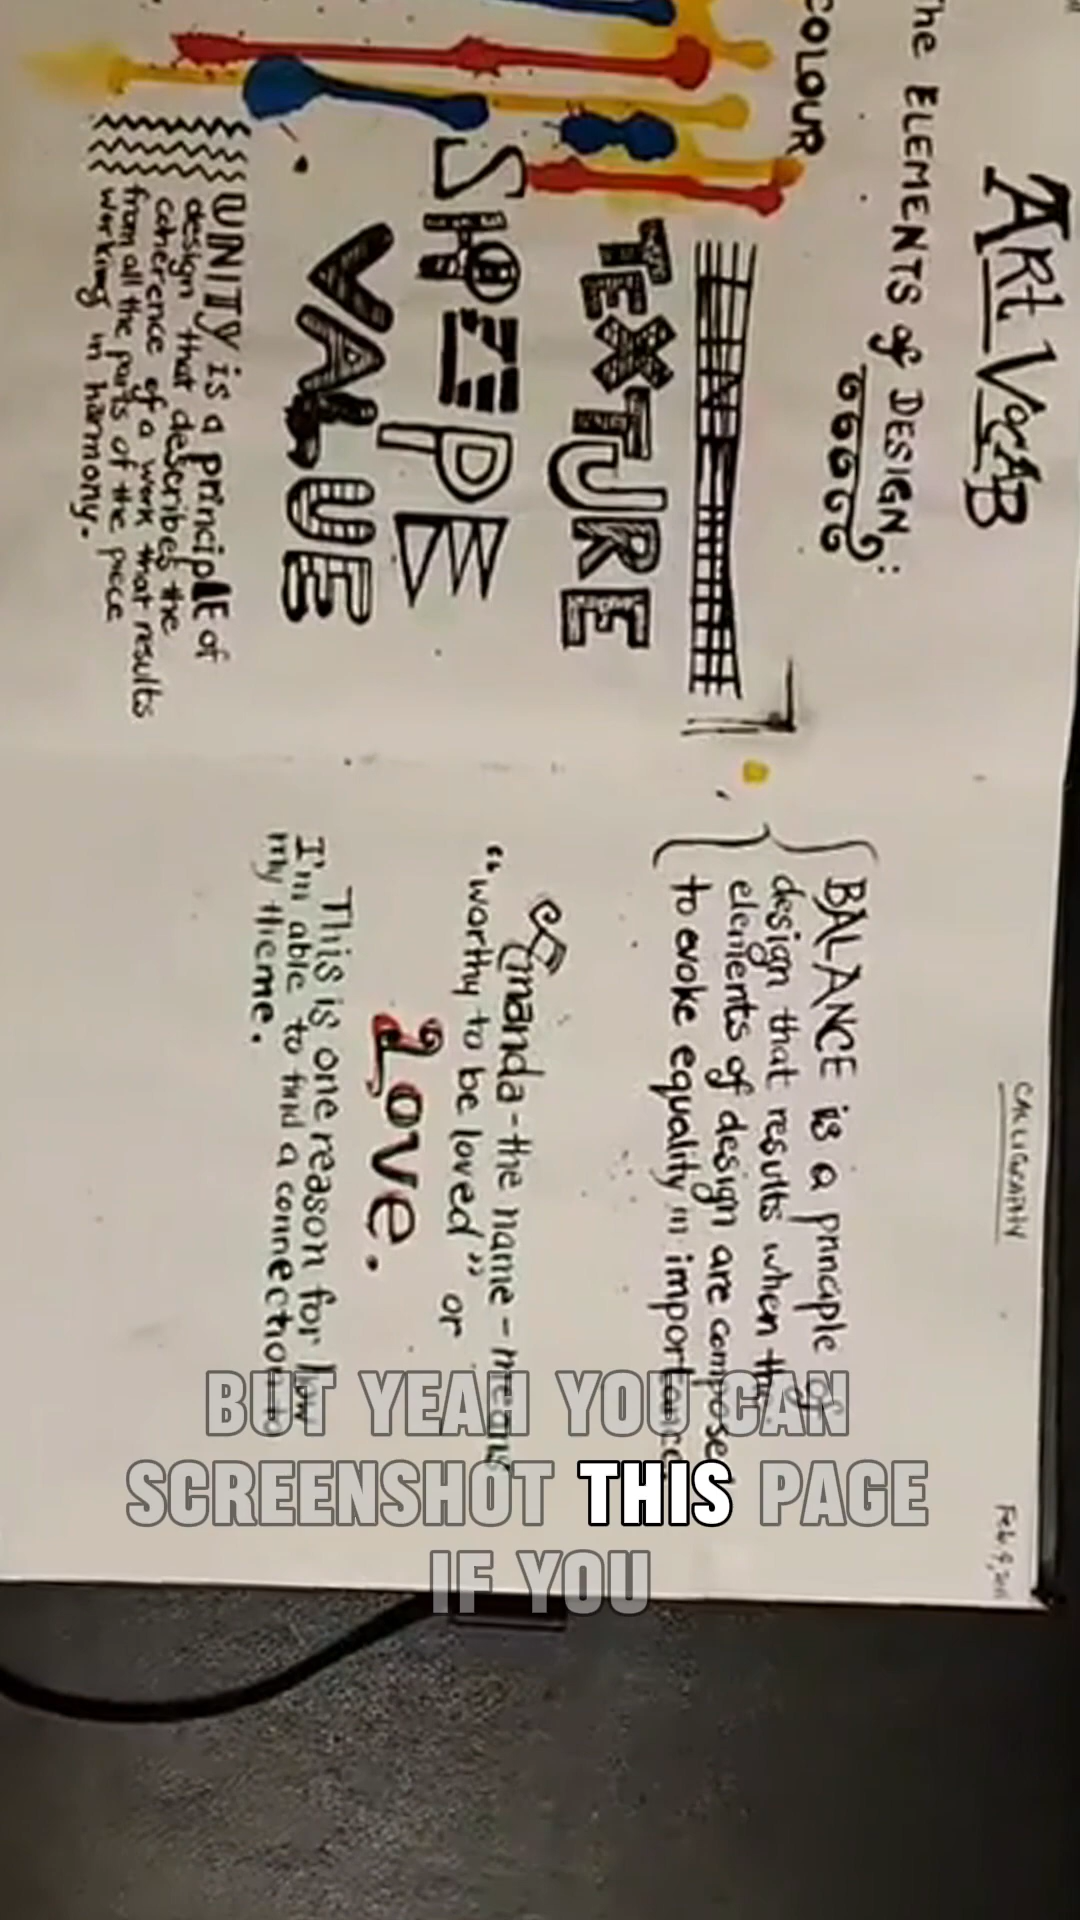 Art VocAB
The ELEMENTS of DESIGN:
COLOUR
TEXTURE
SHAPE
VALUE
UNITY is a principLE of
design that describes the
coherence of a work that results
from all the parts of the piece
working in harmony.
CALLIGRAPHY
BALANCE is a principle of
design that results when the
elements of design are composed
to evoke equality in importance
Amanda - the name - means
"worthy to be loved" or
Love.
This is one reason for how
I'm able to find a connection to
my theme.
BUT YEAH YOU CAN
SCREENSHOT THIS PAGE
IF YOU